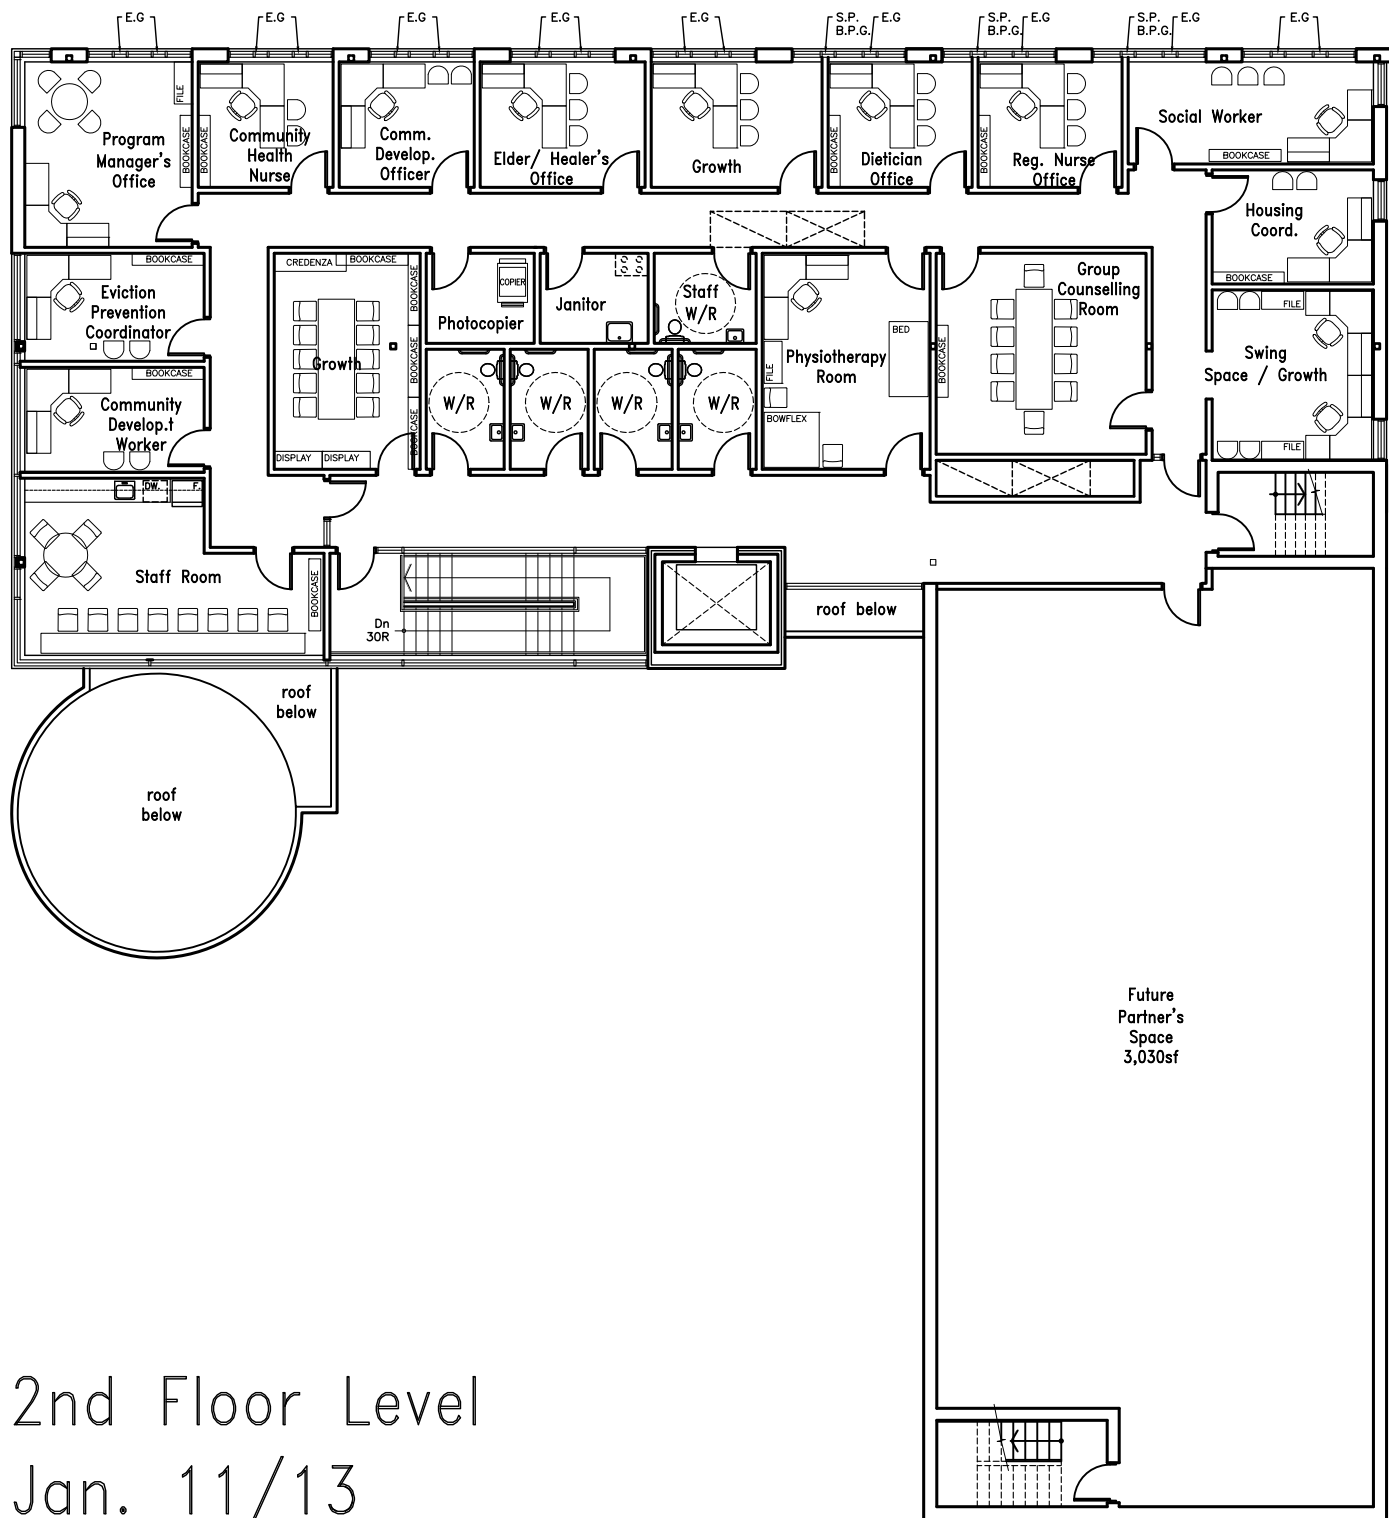 E.G
E.G
E.G
E.G
E.G
S.P.
B.P.G.
E.G
S.P.
B.P.G.
E.G
S.P.
B.P.G.
E.G
E.G
FILE
Program
Manager's
Office
BOOKCASE
BOOKCASE
Community
Health
Nurse
Comm.
Develop.
Officer
Elder/ Healer's
Office
Growth
BOOKCASE
Dietician
Office
BOOKCASE
Reg. Nurse
Office
Social Worker
BOOKCASE
Housing
Coord.
BOOKCASE
BOOKCASE
Eviction
Prevention
Coordinator
CREDENZA
BOOKCASE
BOOKCASE
BOOKCASE
BOOKCASE
Growth
DISPLAY
DISPLAY
COPIER
Photocopier
Janitor
Staff
W/R
W/R
W/R
W/R
W/R
Physiotherapy
Room
BED
FILE
BOWFLEX
BOOKCASE
Group
Counselling
Room
FILE
Swing
Space / Growth
FILE
BOOKCASE
Community
Develop.t
Worker
DW.
F.
Staff Room
BOOKCASE
Dn
30R
roof below
roof
below
roof
below
Future
Partner's
Space
3,030sf
2nd Floor Level
Jan. 11/13